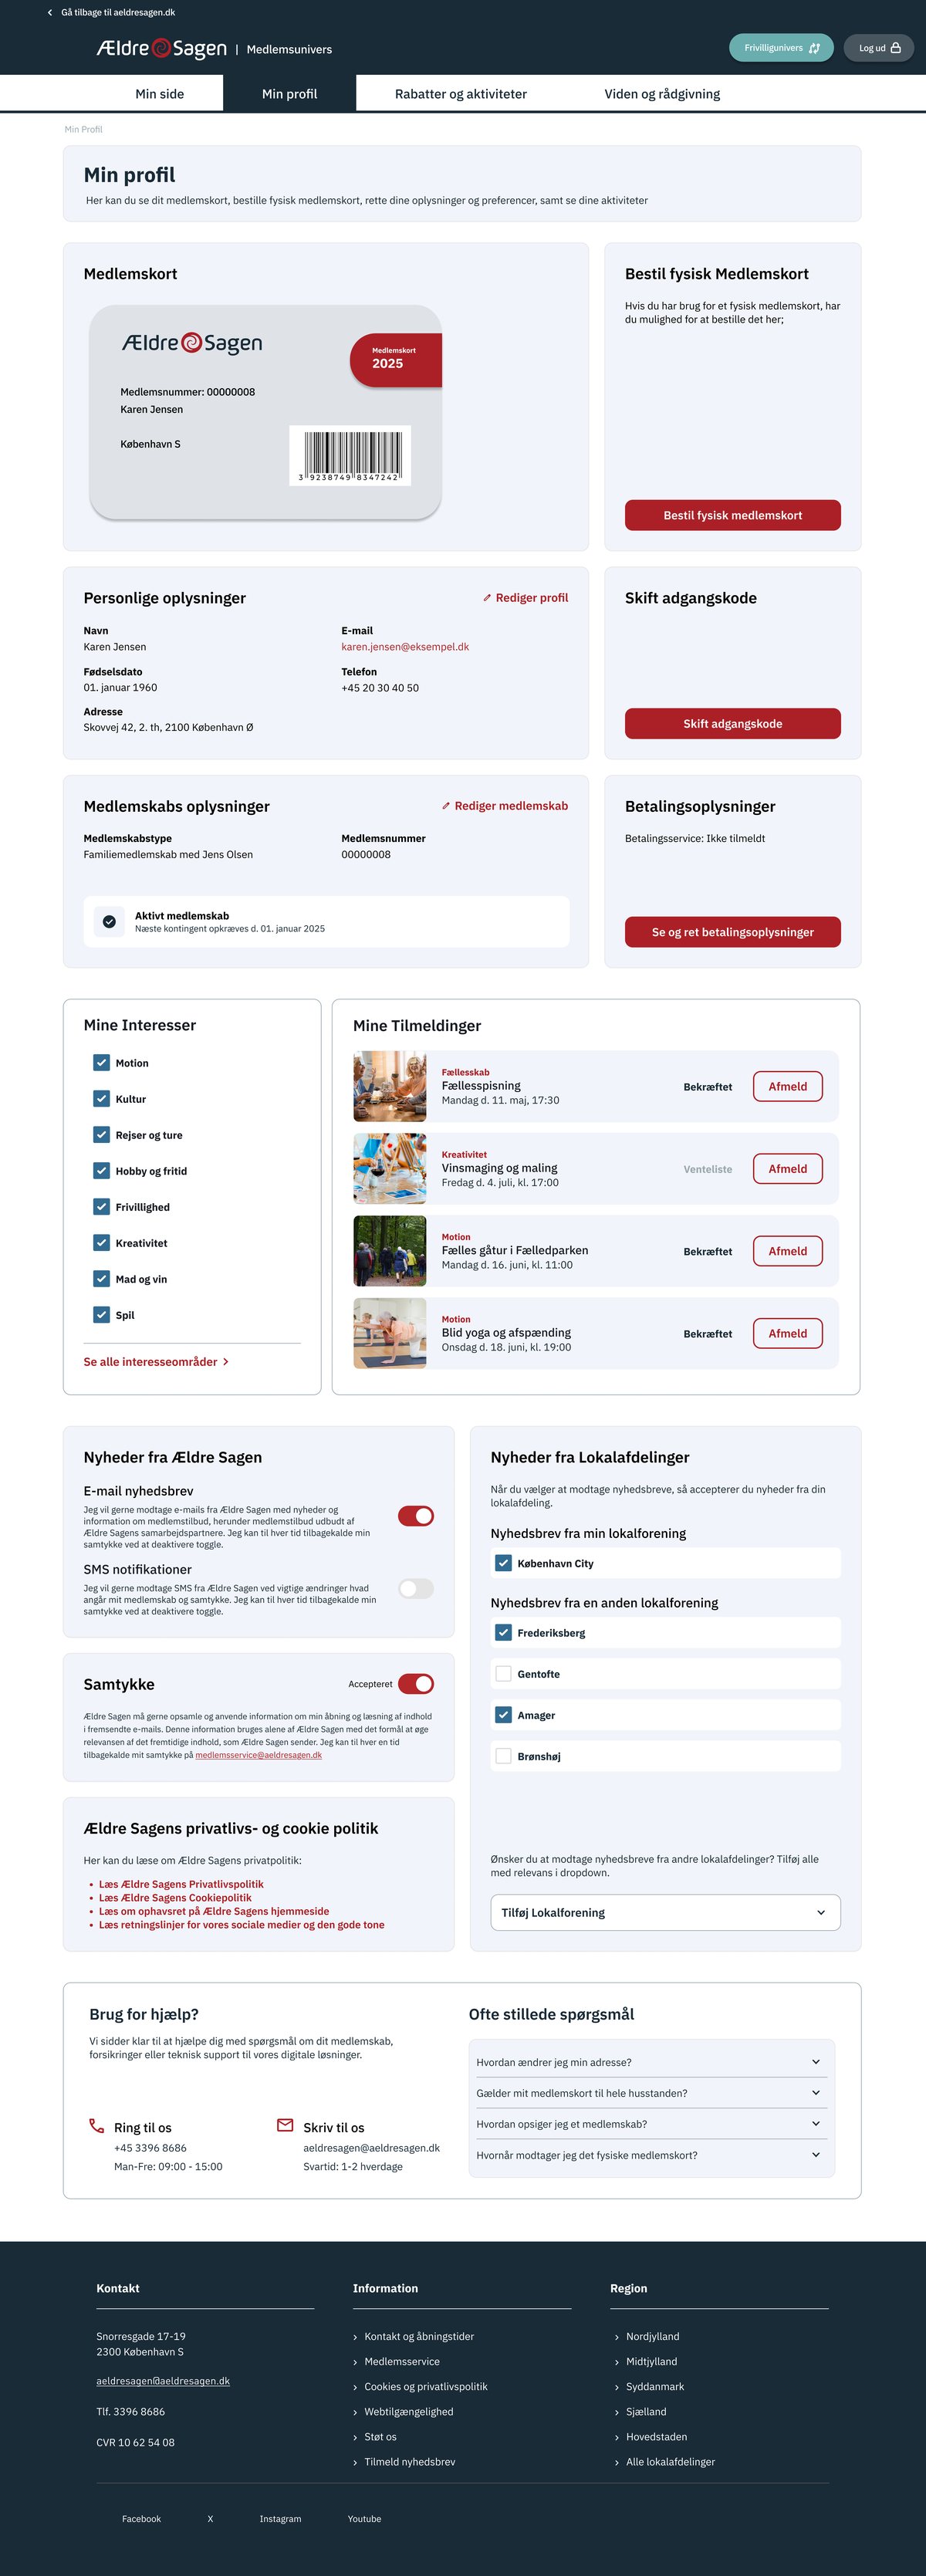 Gå tilbage til aeldresagen.dk
Ældre Sagen | Medlemsunivers
Frivilligunivers
Log ud
Min side
Min profil
Rabatter og aktiviteter
Viden og rådgivning
Min Profil
Min profil
Her kan du se dit medlemskort, bestille fysisk medlemskort, rette dine oplysninger og preferencer, samt se dine aktiviteter
Medlemskort
Ældre Sagen
Medlemskort
2025
Medlemsnummer: 00000008
Karen Jensen
København S
3 9238749 8347242
Bestil fysisk Medlemskort
Hvis du har brug for et fysisk medlemskort, har
du mulighed for at bestille det her;
Bestil fysisk medlemskort
Personlige oplysninger
Rediger profil
Navn
Karen Jensen
E-mail
karen.jensen@eksempel.dk
Fødselsdato
01. januar 1960
Telefon
+45 20 30 40 50
Adresse
Skovvej 42, 2. th, 2100 København Ø
Skift adgangskode
Skift adgangskode
Medlemskabs oplysninger
Rediger medlemskab
Medlemskabstype
Familiemedlemskab med Jens Olsen
Medlemsnummer
00000008
Aktivt medlemskab
Næste kontingent opkræves d. 01. januar 2025
Betalingsoplysninger
Betalingsservice: Ikke tilmeldt
Se og ret betalingsoplysninger
Mine Interesser
Motion
Kultur
Rejser og ture
Hobby og fritid
Frivillighed
Kreativitet
Mad og vin
Spil
Se alle interesseområder
Mine Tilmeldinger
Fællesskab
Fællesspisning
Mandag d. 11. maj, 17:30
Bekræftet
Afmeld
Kreativitet
Vinsmaging og maling
Fredag d. 4. juli, kl. 17:00
Venteliste
Afmeld
Motion
Fælles gåtur i Fælledparken
Mandag d. 16. juni, kl. 11:00
Bekræftet
Afmeld
Motion
Blid yoga og afspænding
Onsdag d. 18. juni, kl. 19:00
Bekræftet
Afmeld
Nyheder fra Ældre Sagen
E-mail nyhedsbrev
Jeg vil gerne modtage e-mails fra Ældre Sagen med nyheder og
information om medlemstilbud, herunder medlemstilbud udbudt af
Ældre Sagens samarbejdspartnere. Jeg kan til hver tid tilbagekalde min
samtykke ved at deaktivere toggle.
SMS notifikationer
Jeg vil gerne modtage SMS fra Ældre Sagen ved vigtige ændringer hvad
angår mit medlemskab og samtykke. Jeg kan til hver tid tilbagekalde min
samtykke ved at deaktivere toggle.
Samtykke
Accepteret
Ældre Sagen må gerne opsamle og anvende information om min åbning og læsning af indhold
i fremsendte e-mails. Denne information bruges alene af Ældre Sagen med det formål at øge
relevansen af det fremtidige indhold, som Ældre Sagen sender. Jeg kan til hver en tid
tilbagekalde mit samtykke på medlemsservice@aeldresagen.dk
Ældre Sagens privatlivs- og cookie politik
Her kan du læse om Ældre Sagens privatpolitik:
• Læs Ældre Sagens Privatlivspolitik
• Læs Ældre Sagens Cookiepolitik
• Læs om ophavsret på Ældre Sagens hjemmeside
• Læs retningslinjer for vores sociale medier og den gode tone
Nyheder fra Lokalafdelinger
Når du vælger at modtage nyhedsbreve, så accepterer du nyheder fra din
lokalafdeling.
Nyhedsbrev fra min lokalforening
København City
Nyhedsbrev fra en anden lokalforening
Frederiksberg
Gentofte
Amager
Brønshøj
Ønsker du at modtage nyhedsbreve fra andre lokalafdelinger? Tilføj alle
med relevans i dropdown.
Tilføj Lokalforening
Brug for hjælp?
Vi sidder klar til at hjælpe dig med spørgsmål om dit medlemskab,
forsikringer eller teknisk support til vores digitale løsninger.
Ring til os
+45 3396 8686
Man-Fre: 09:00 - 15:00
Skriv til os
aeldresagen@aeldresagen.dk
Svartid: 1-2 hverdage
Ofte stillede spørgsmål
Hvordan ændrer jeg min adresse?
Gælder mit medlemskort til hele husstanden?
Hvordan opsiger jeg et medlemskab?
Hvornår modtager jeg det fysiske medlemskort?
Kontakt
Snorresgade 17-19
2300 København S
aeldresagen@aeldresagen.dk
Tlf. 3396 8686
CVR 10 62 54 08
Information
Kontakt og åbningstider
Medlemsservice
Cookies og privatlivspolitik
Webtilgængelighed
Støt os
Tilmeld nyhedsbrev
Region
Nordjylland
Midtjylland
Syddanmark
Sjælland
Hovedstaden
Alle lokalafdelinger
Facebook
X
Instagram
Youtube